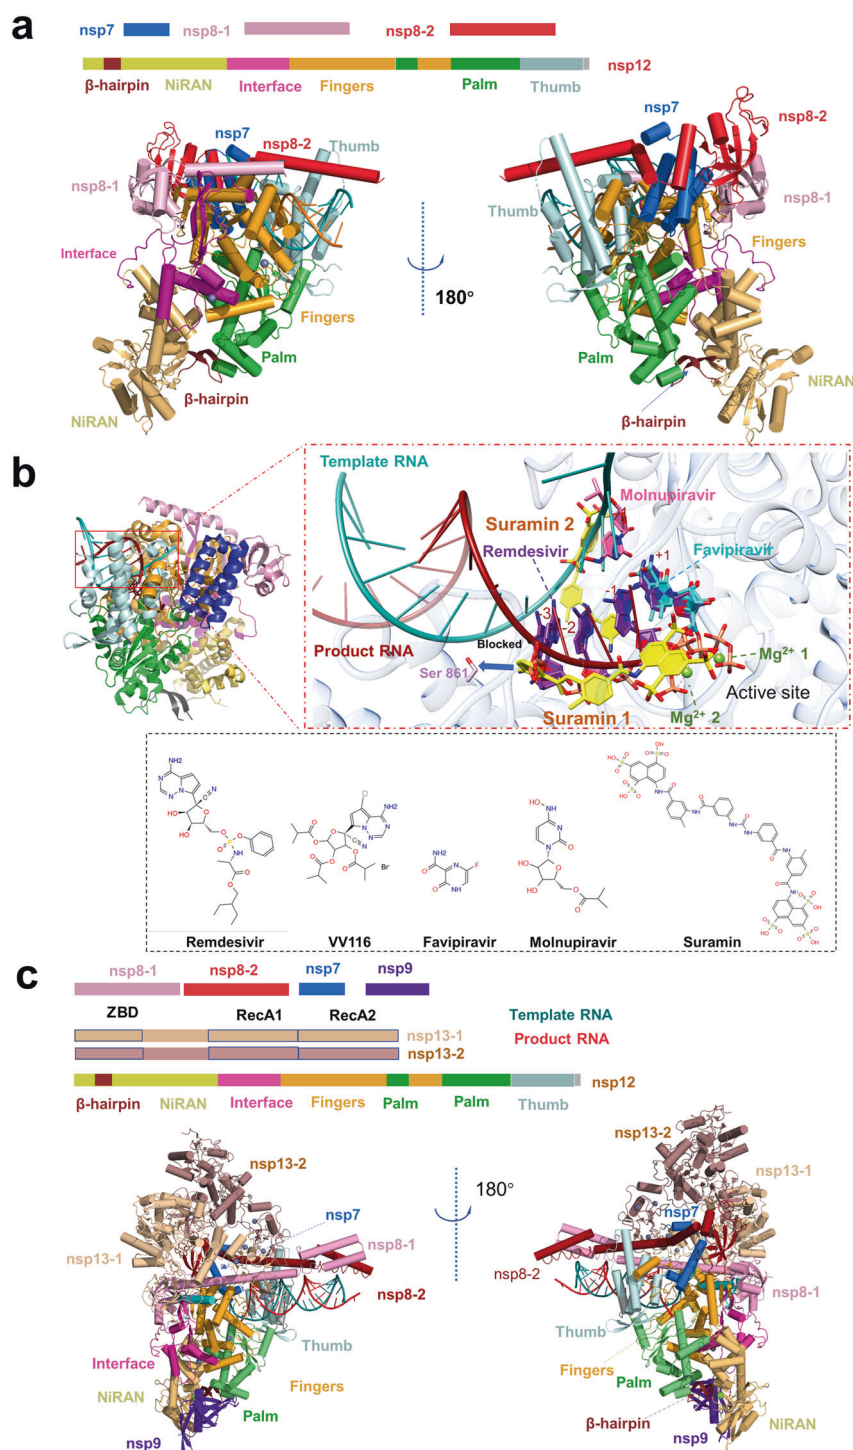 a
nsp7
nsp8-1
nsp8-2
nsp12
β-hairpin
NiRAN
Interface
Fingers
Palm
Thumb
nsp7
nsp8-2
Thumb
nsp8-1
Interface
Fingers
Palm
β-hairpin
NiRAN
180°
nsp7
nsp8-2
nsp8-1
Thumb
Fingers
Palm
NiRAN
β-hairpin
b
Template RNA
Molnupiravir
Suramin 2
Remdesivir
+1
Favipiravir
-1
-3
-2
Product RNA
Blocked
Ser 861
Mg²⁺ 1
Active site
Suramin 1
Mg²⁺ 2
Remdesivir
VV116
Favipiravir
Molnupiravir
Suramin
c
nsp8-1
nsp8-2
nsp7
nsp9
ZBD
RecA1
RecA2
Template RNA
nsp13-1
Product RNA
nsp13-2
nsp12
β-hairpin
NiRAN
Interface
Fingers
Palm
Palm
Thumb
nsp13-2
nsp7
nsp13-1
nsp8-1
nsp8-2
Thumb
Interface
Fingers
NiRAN
Palm
nsp9
180°
nsp13-2
nsp13-1
nsp7
nsp8-2
nsp8-1
Thumb
Fingers
Palm
β-hairpin
nsp9
NiRAN